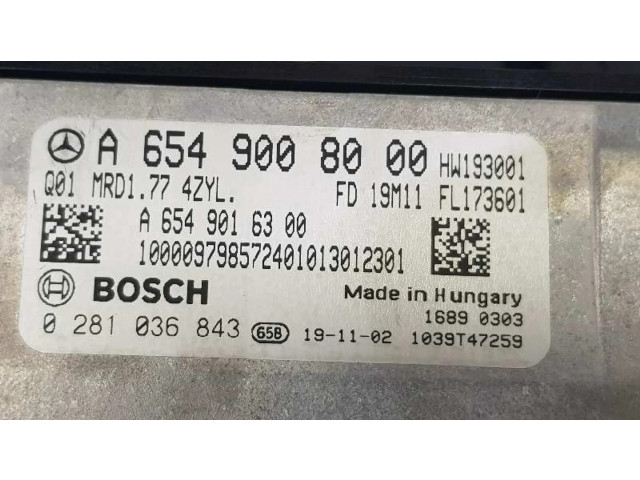 A 654 900 80 00 HW193001
Q01 MRD1.77 4ZYL. FD 19M11 FL173601
A 654 901 63 00
100009798572401013012301
BOSCH Made in Hungary
1689 0303
0 281 036 843 65B 19-11-02 1039T47259